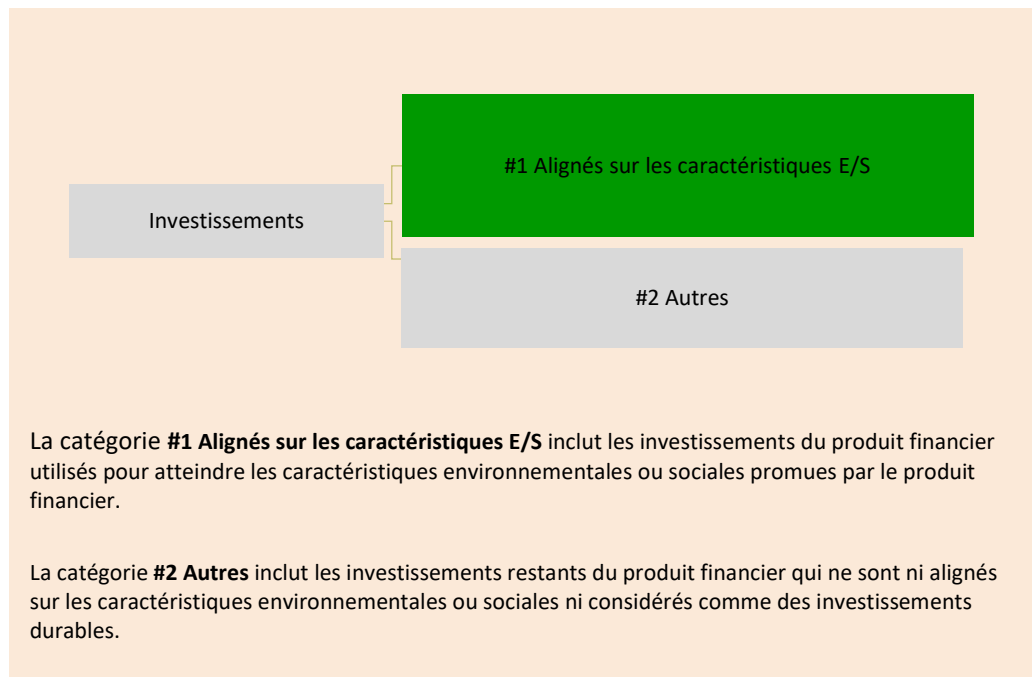 #1 Alignés sur les caractéristiques E/S
Investissements
#2 Autres
La catégorie #1 Alignés sur les caractéristiques E/S inclut les investissements du produit financier
utilisés pour atteindre les caractéristiques environnementales ou sociales promues par le produit
financier.
La catégorie #2 Autres inclut les investissements restants du produit financier qui ne sont ni alignés
sur les caractéristiques environnementales ou sociales ni considérés comme des investissements
durables.